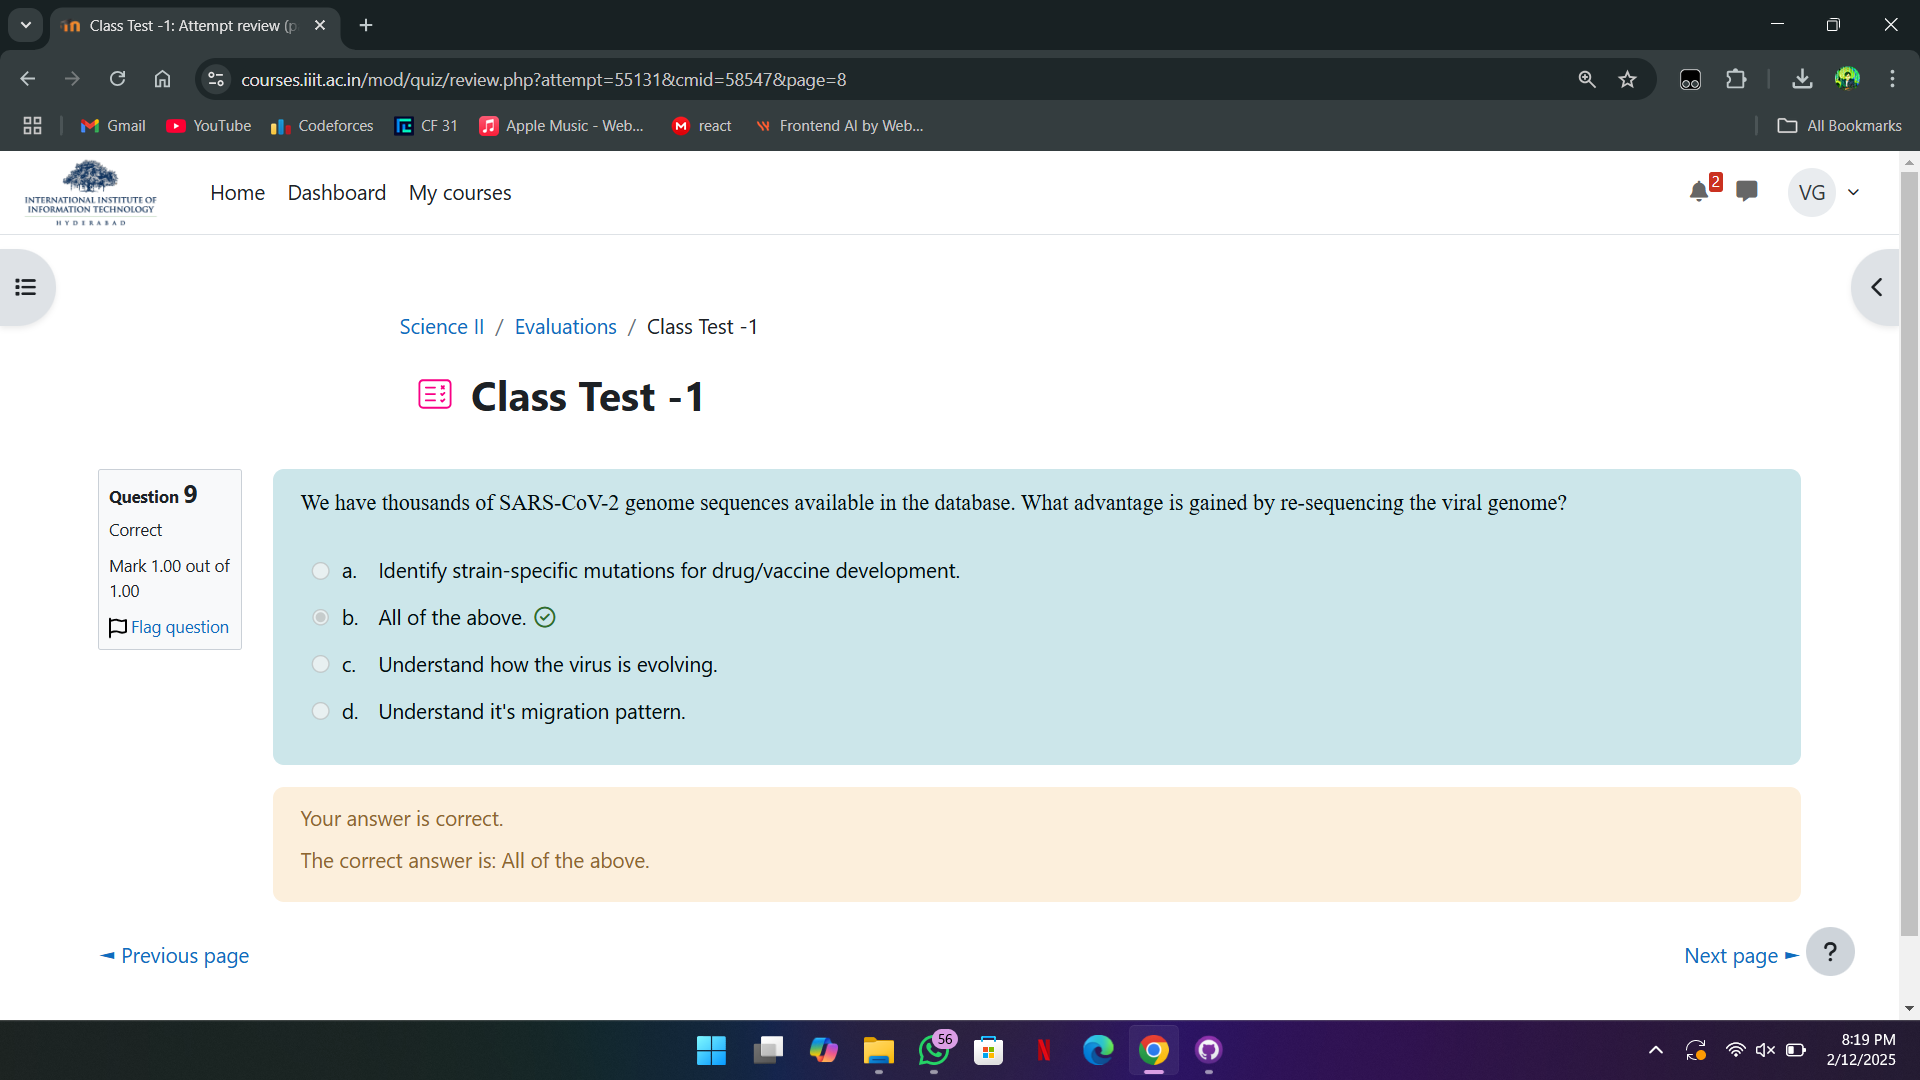 Class Test -1: Attempt review (p
courses.iiit.ac.in/mod/quiz/review.php?attempt=55131&cmid=58547&page=8
Gmail YouTube Codeforces CF 31 Apple Music - Web... react Frontend AI by Web... All Bookmarks
INTERNATIONAL INSTITUTE OF
INFORMATION TECHNOLOGY
HYDERABAD
Home Dashboard My courses
2
VG
Science II / Evaluations / Class Test -1
Class Test -1
Question 9
Correct
Mark 1.00 out of
1.00
Flag question
We have thousands of SARS-CoV-2 genome sequences available in the database. What advantage is gained by re-sequencing the viral genome?
a. Identify strain-specific mutations for drug/vaccine development.
b. All of the above.
c. Understand how the virus is evolving.
d. Understand it's migration pattern.
Your answer is correct.
The correct answer is: All of the above.
◄ Previous page
Next page ►
?
56
8:19 PM
2/12/2025